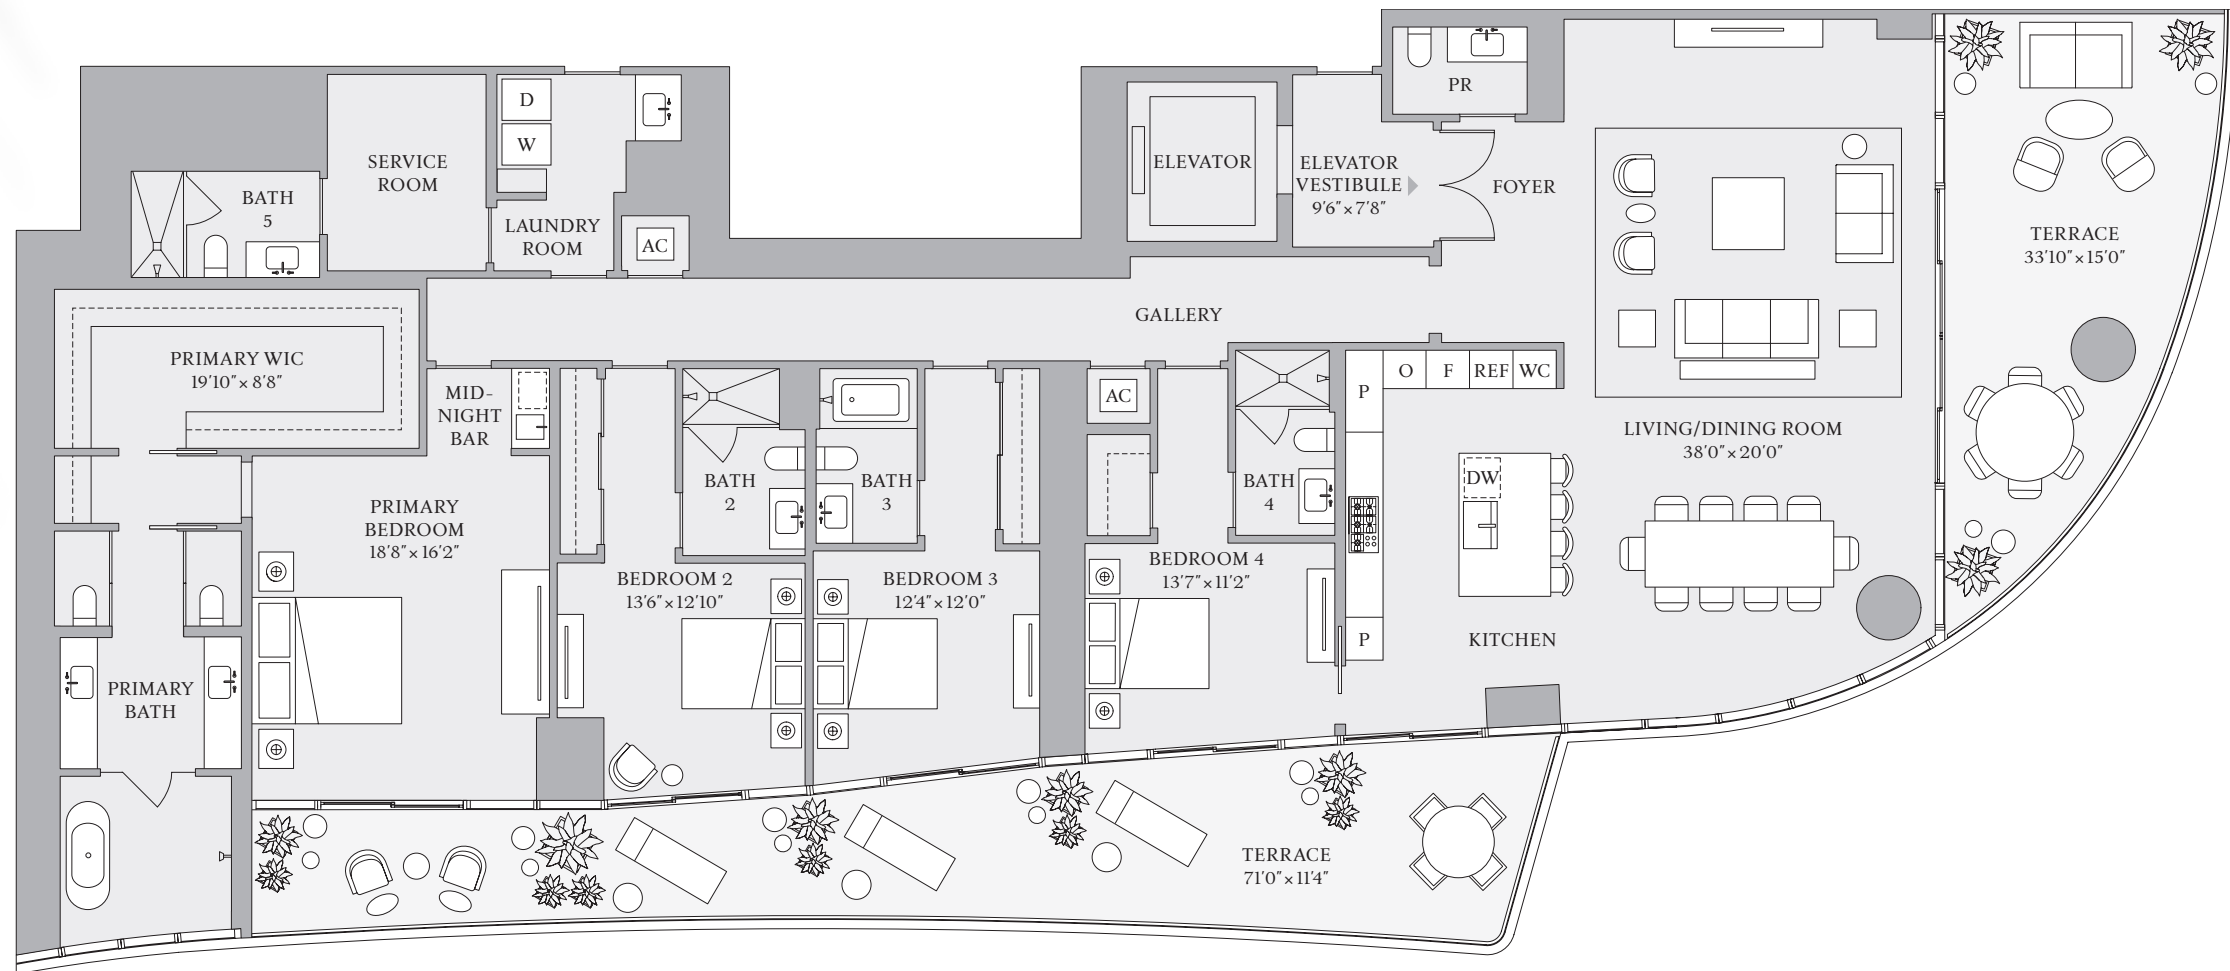 PR
D
W
SERVICE
ROOM
BATH
5
LAUNDRY
ROOM
AC
ELEVATOR
ELEVATOR
VESTIBULE
9'6"×7'8"
FOYER
TERRACE
33'10"×15'0"
GALLERY
PRIMARY WIC
19'10"×8'8"
MID-
NIGHT
BAR
AC
P
O
F
REF
WC
LIVING/DINING ROOM
38'0"×20'0"
PRIMARY
BEDROOM
18'8"×16'2"
BATH
2
BATH
3
BATH
4
DW
BEDROOM 2
13'6"×12'10"
BEDROOM 3
12'4"×12'0"
BEDROOM 4
13'7"×11'2"
P
KITCHEN
PRIMARY
BATH
TERRACE
71'0"×11'4"